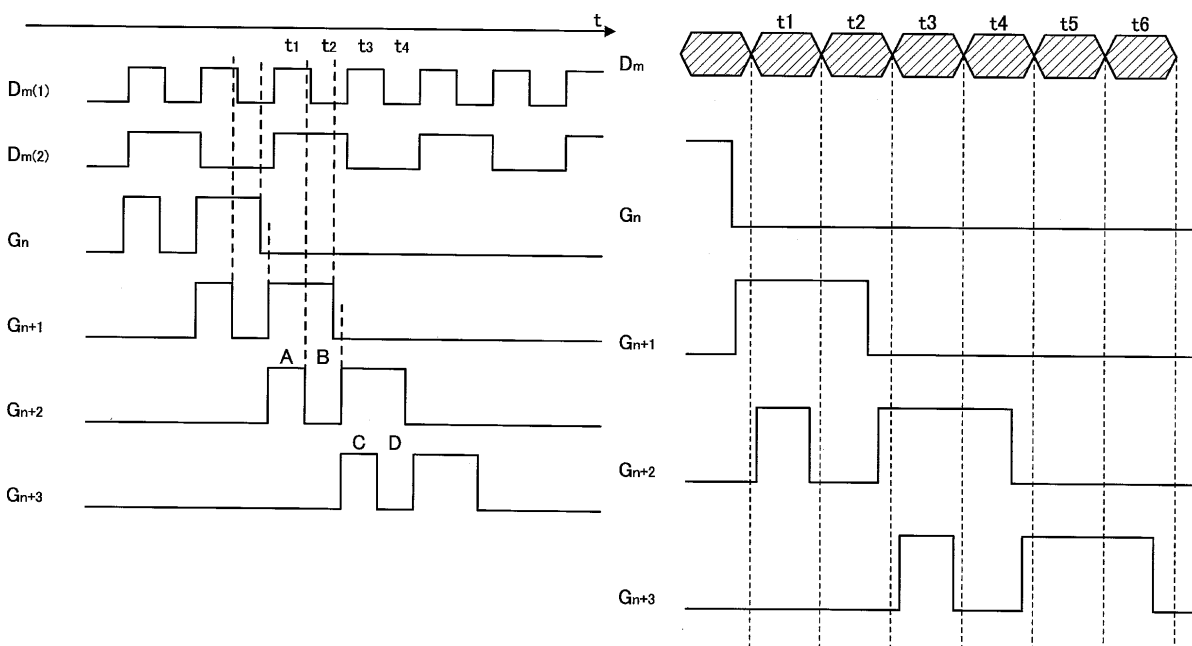 t
t1 t2 t3 t4
Dm(1)
Dm(2)
Gn
Gn+1
A B
Gn+2
C D
Gn+3
t1 t2 t3 t4 t5 t6
Dm
Gn
Gn+1
Gn+2
Gn+3